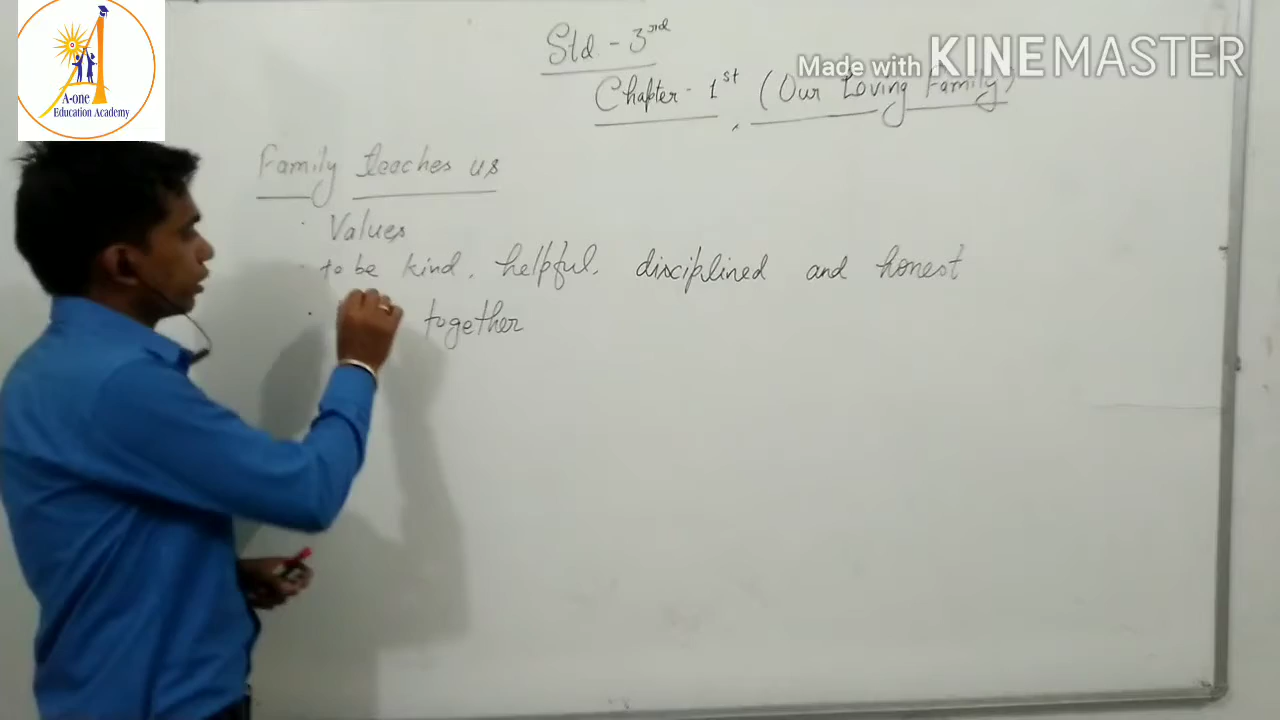 Std - 3rd
Made with KINEMASTER
Chapter - 1st (Our Loving Family)
A-one
Education Academy
Family teaches us
· Values
· to be kind, helpful, disciplined and honest
· together